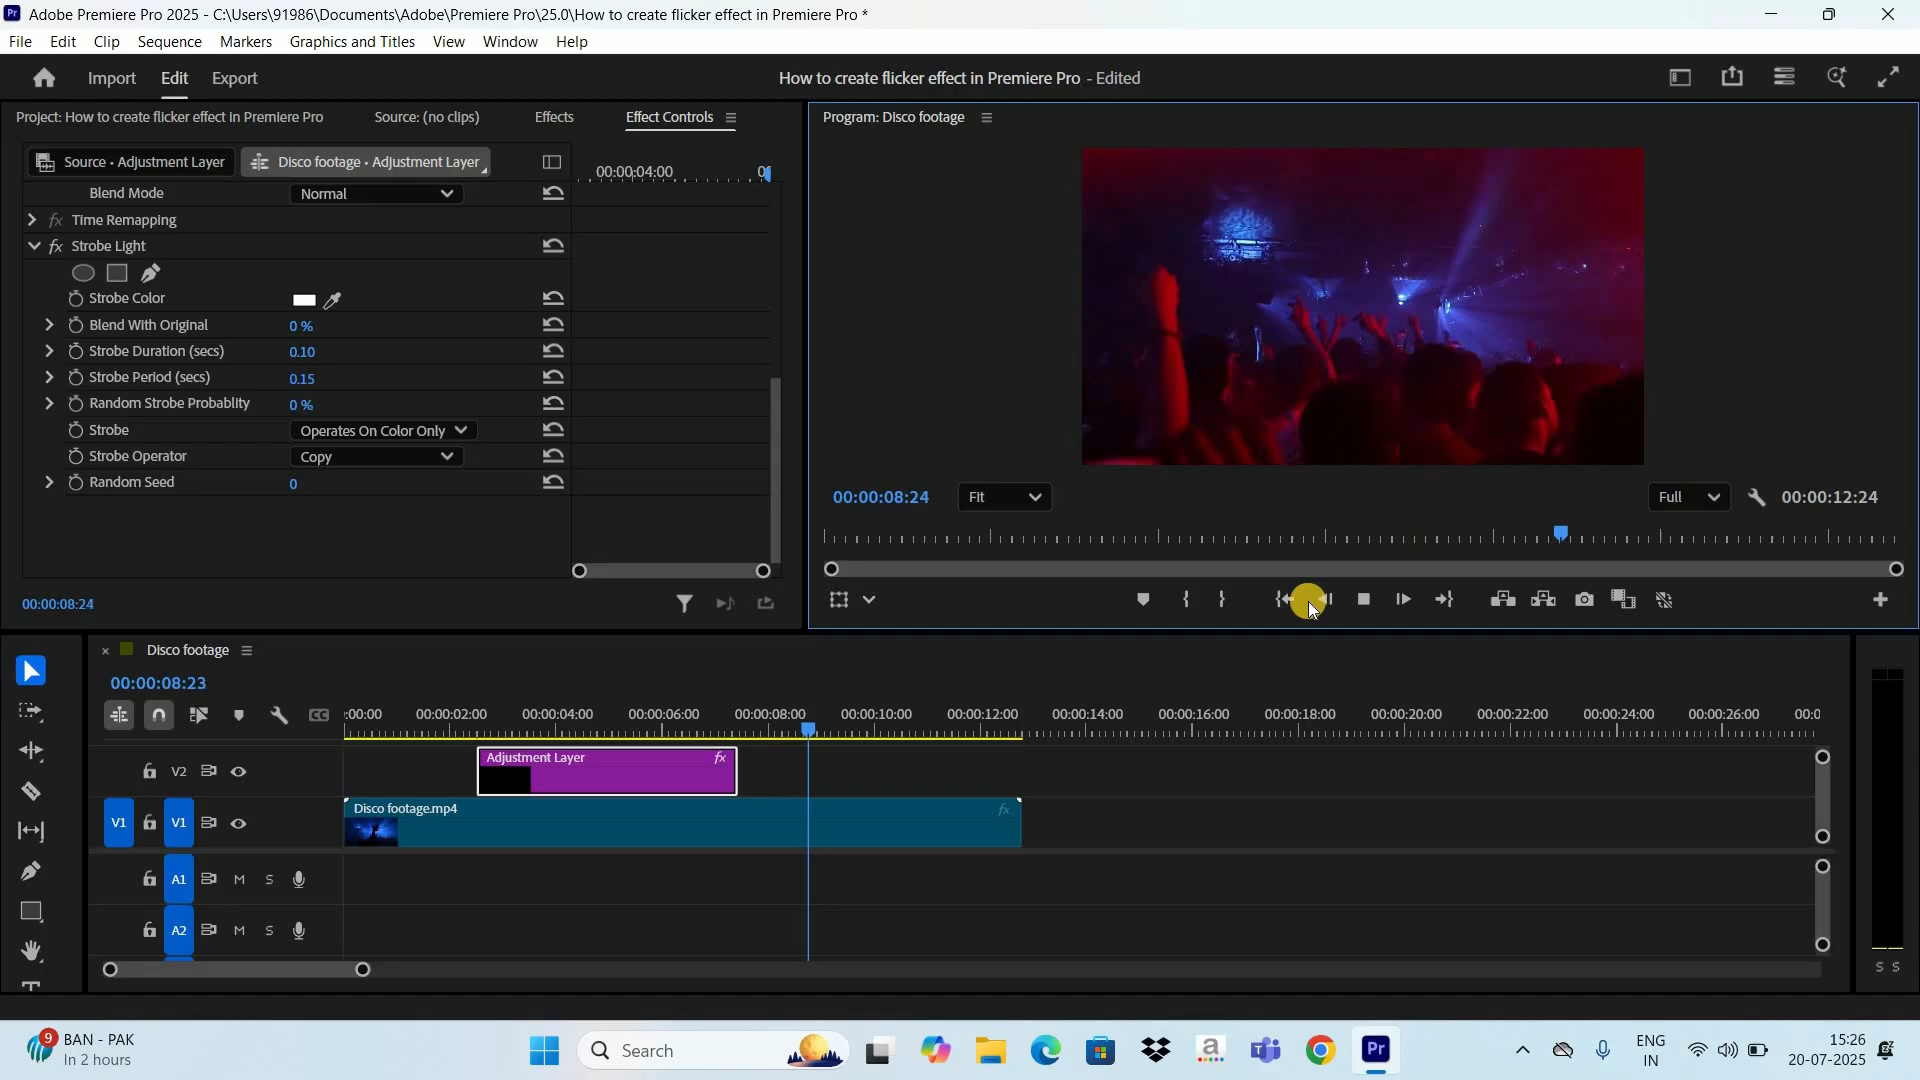 Adobe Premiere Pro 2025 - C:\Users\91986\Documents\Adobe\Premiere Pro\25.0\How to create flicker effect in Premiere Pro *
File Edit Clip Sequence Markers Graphics and Titles View Window Help
Import Edit Export
How to create flicker effect in Premiere Pro - Edited
Project: How to create flicker effect in Premiere Pro Source: (no clips) Effects Effect Controls
Program: Disco footage
Source • Adjustment Layer Disco footage • Adjustment Layer
00:00:04:00
Blend Mode Normal
fx Time Remapping
fx Strobe Light
Strobe Color
Blend With Original 0 %
Strobe Duration (secs) 0.10
Strobe Period (secs) 0.15
Random Strobe Probablity 0 %
Strobe Operates On Color Only
Strobe Operator Copy
Random Seed 0
00:00:08:24
00:00:08:24 Fit Full 00:00:12:24
× Disco footage
00:00:08:23
:00:00 00:00:02:00 00:00:04:00 00:00:06:00 00:00:08:00 00:00:10:00 00:00:12:00 00:00:14:00 00:00:16:00 00:00:18:00 00:00:20:00 00:00:22:00 00:00:24:00 00:00:26:00 00:0
CC
V2
Adjustment Layer fx
V1 V1
Disco footage.mp4 fx
A1 M S
A2 M S
S S
9 BAN - PAK
In 2 hours
Search
Pr
ENG
IN
15:26
20-07-2025